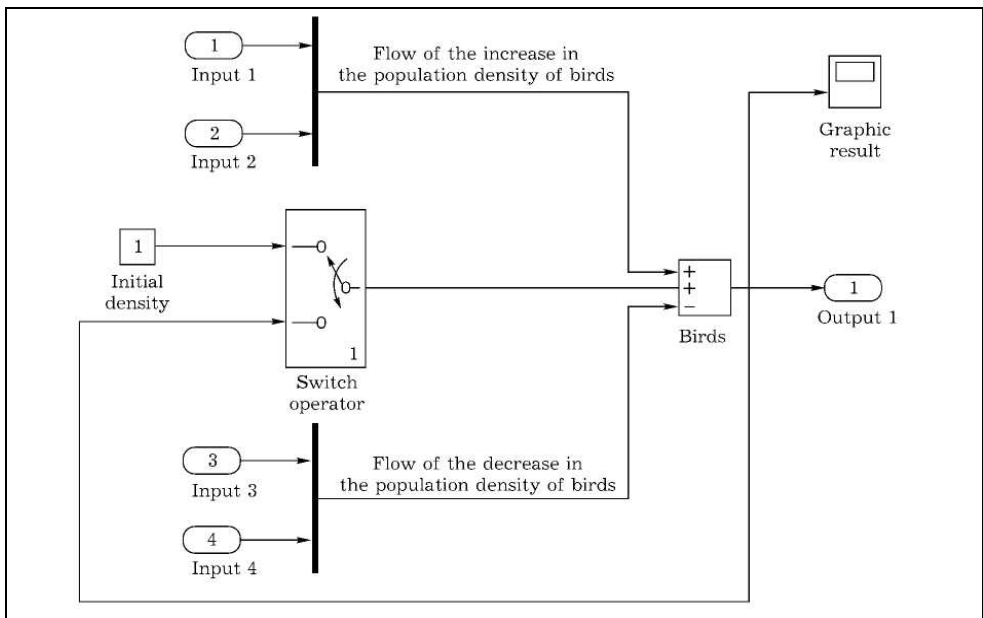 1
Input 1
Flow of the increase in
the population density of birds
2
Input 2
Graphic
result
1
Initial
density
1
Switch
operator
+
+
−
Birds
1
Output 1
3
Input 3
Flow of the decrease in
the population density of birds
4
Input 4